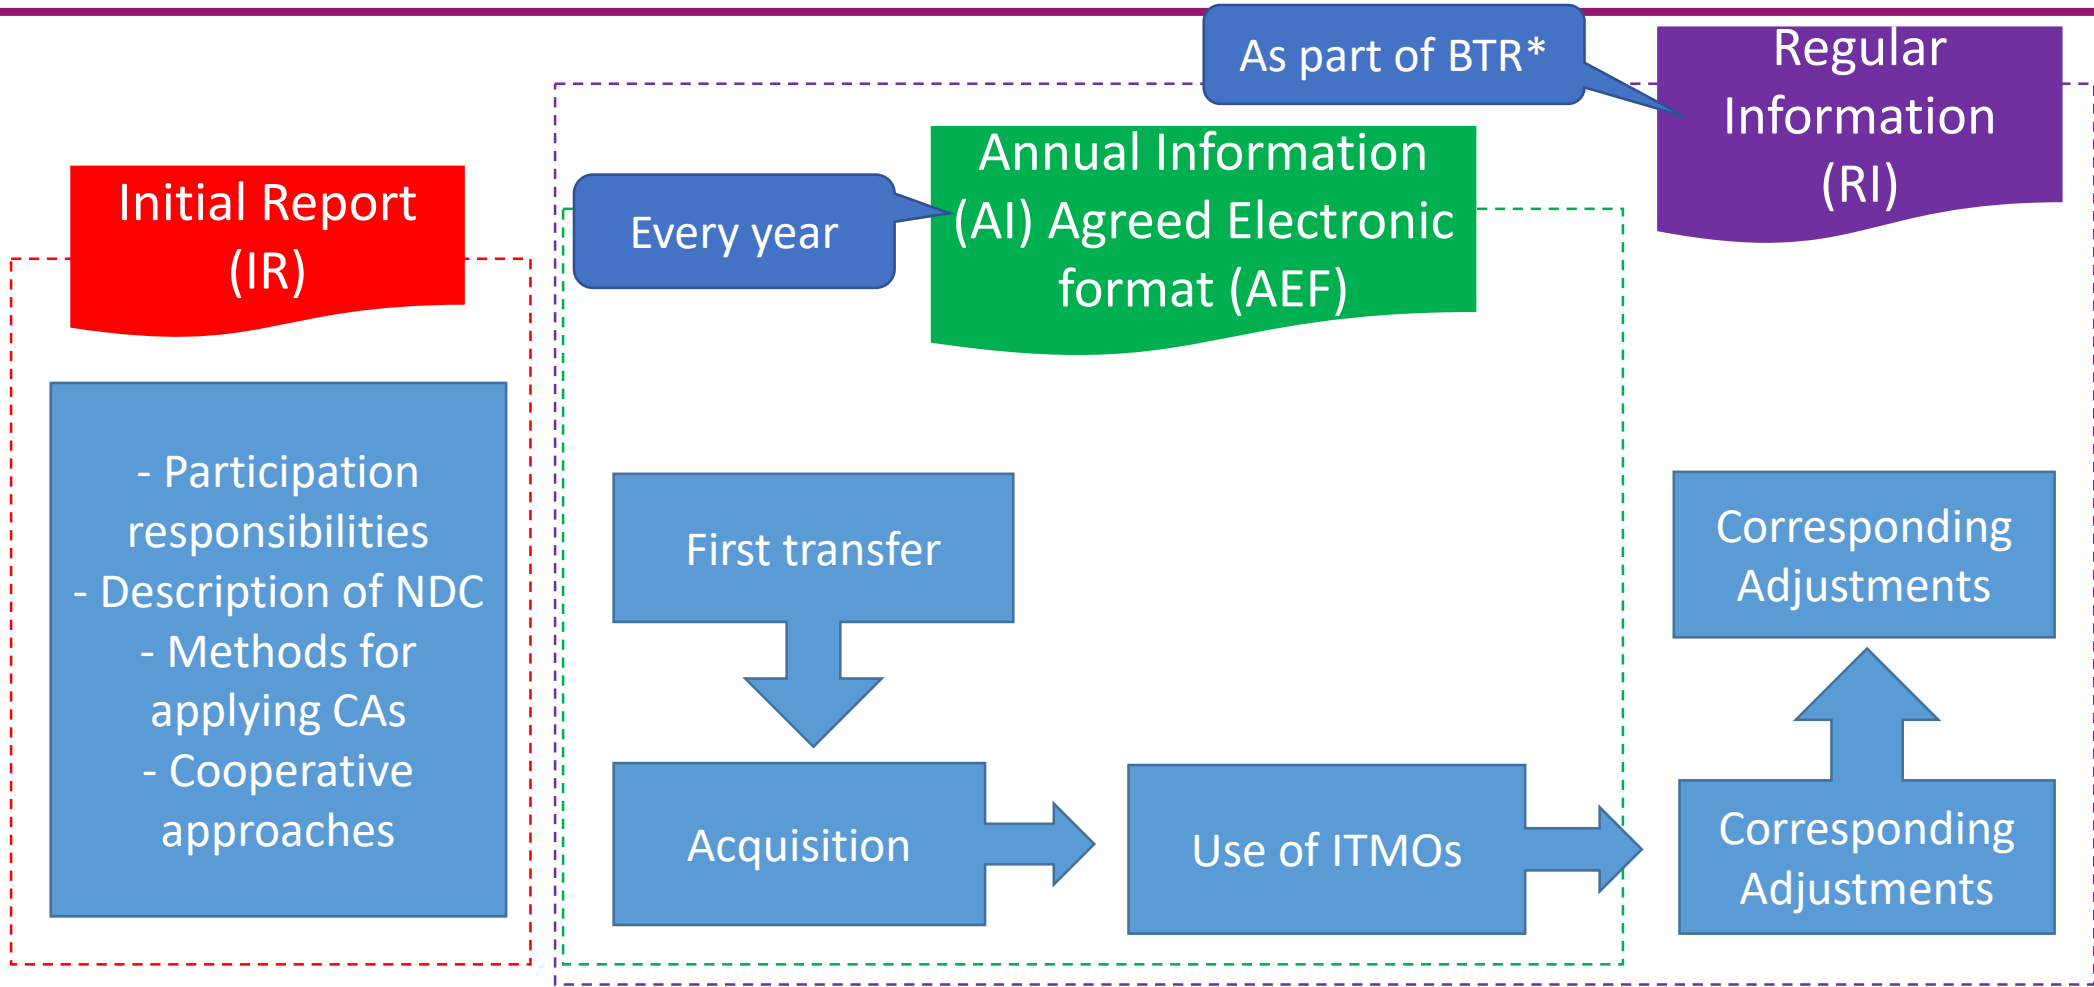 As part of BTR*
Regular
Information
(RI)
Annual Information
(AI) Agreed Electronic
format (AEF)
Every year
Initial Report
(IR)
- Participation
responsibilities
- Description of NDC
- Methods for
applying CAs
- Cooperative
approaches
First transfer
Acquisition
Use of ITMOs
Corresponding
Adjustments
Corresponding
Adjustments